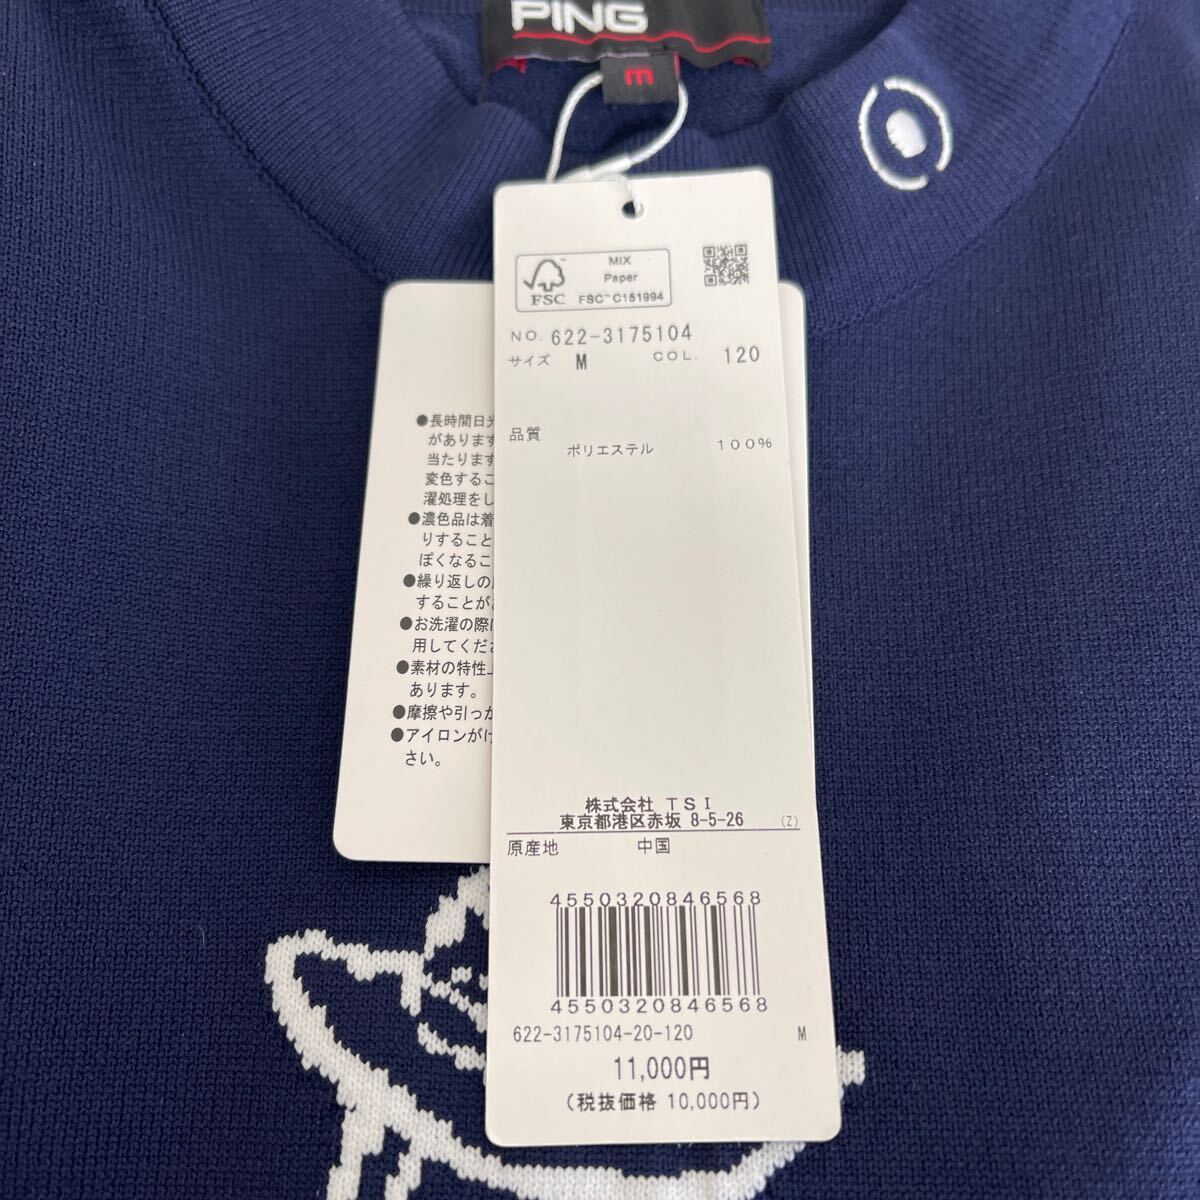 PING
M
MIX
Paper
FSC
FSC™ C151994
NO. 622-3175104
サイズ M COL. 120
品質
ポリエステル 100%
●長時間日光
があります
当たります
変色するこ
濯処理をし
●濃色品は着
りすること
ぽくなるこ
●繰り返しの
することが
●お洗濯の際に
用してくださ
●素材の特性上
あります。
●摩擦や引っか
●アイロンがけ
さい。
株式会社 TSI
東京都港区赤坂 8-5-26 (Z)
原産地 中国
4550320846568
4550320846568
622-3175104-20-120 M
11,000円
(税抜価格 10,000円)